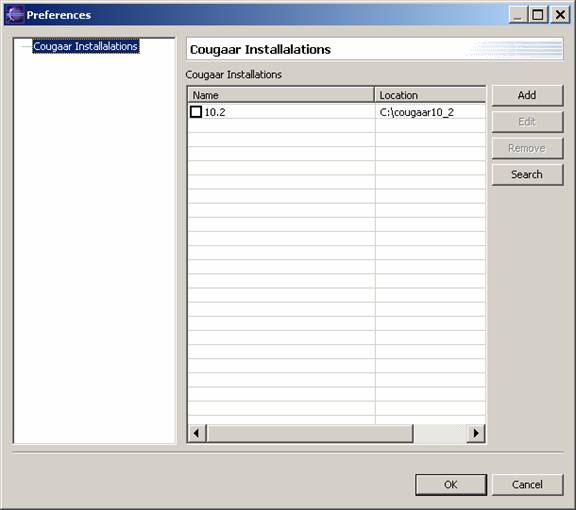 Preferences
Cougaar Installalations
Cougaar Installalations
Cougaar Installations
Name Location
10.2 C:\cougaar10_2
Add
Edit
Remove
Search
OK Cancel